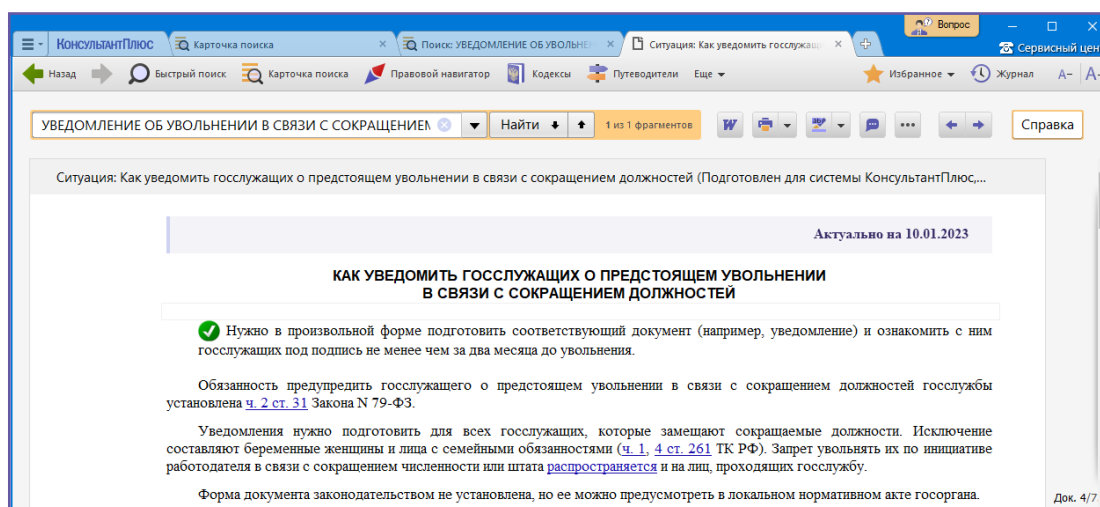 Вопрос
КонсультантПлюс
Карточка поиска
Поиск: УВЕДОМЛЕНИЕ ОБ УВОЛЬНЕ
Ситуация: Как уведомить госслужащ
Сервисный цен
Назад
Быстрый поиск
Карточка поиска
Правовой навигатор
Кодексы
Путеводители
Еще
Избранное
Журнал
А−
А-
УВЕДОМЛЕНИЕ ОБ УВОЛЬНЕНИИ В СВЯЗИ С СОКРАЩЕНИЕМ
Найти
1 из 1 фрагментов
Справка
Ситуация: Как уведомить госслужащих о предстоящем увольнении в связи с сокращением должностей (Подготовлен для системы КонсультантПлюс,...
Актуально на 10.01.2023
КАК УВЕДОМИТЬ ГОССЛУЖАЩИХ О ПРЕДСТОЯЩЕМ УВОЛЬНЕНИИ
В СВЯЗИ С СОКРАЩЕНИЕМ ДОЛЖНОСТЕЙ
Нужно в произвольной форме подготовить соответствующий документ (например, уведомление) и ознакомить с ним
госслужащих под подпись не менее чем за два месяца до увольнения.
Обязанность предупредить госслужащего о предстоящем увольнении в связи с сокращением должностей госслужбы
установлена ч. 2 ст. 31 Закона N 79-ФЗ.
Уведомления нужно подготовить для всех госслужащих, которые замещают сокращаемые должности. Исключение
составляют беременные женщины и лица с семейными обязанностями (ч. 1, 4 ст. 261 ТК РФ). Запрет увольнять их по инициативе
работодателя в связи с сокращением численности или штата распространяется и на лиц, проходящих госслужбу.
Форма документа законодательством не установлена, но ее можно предусмотреть в локальном нормативном акте госоргана.
Док. 4/7